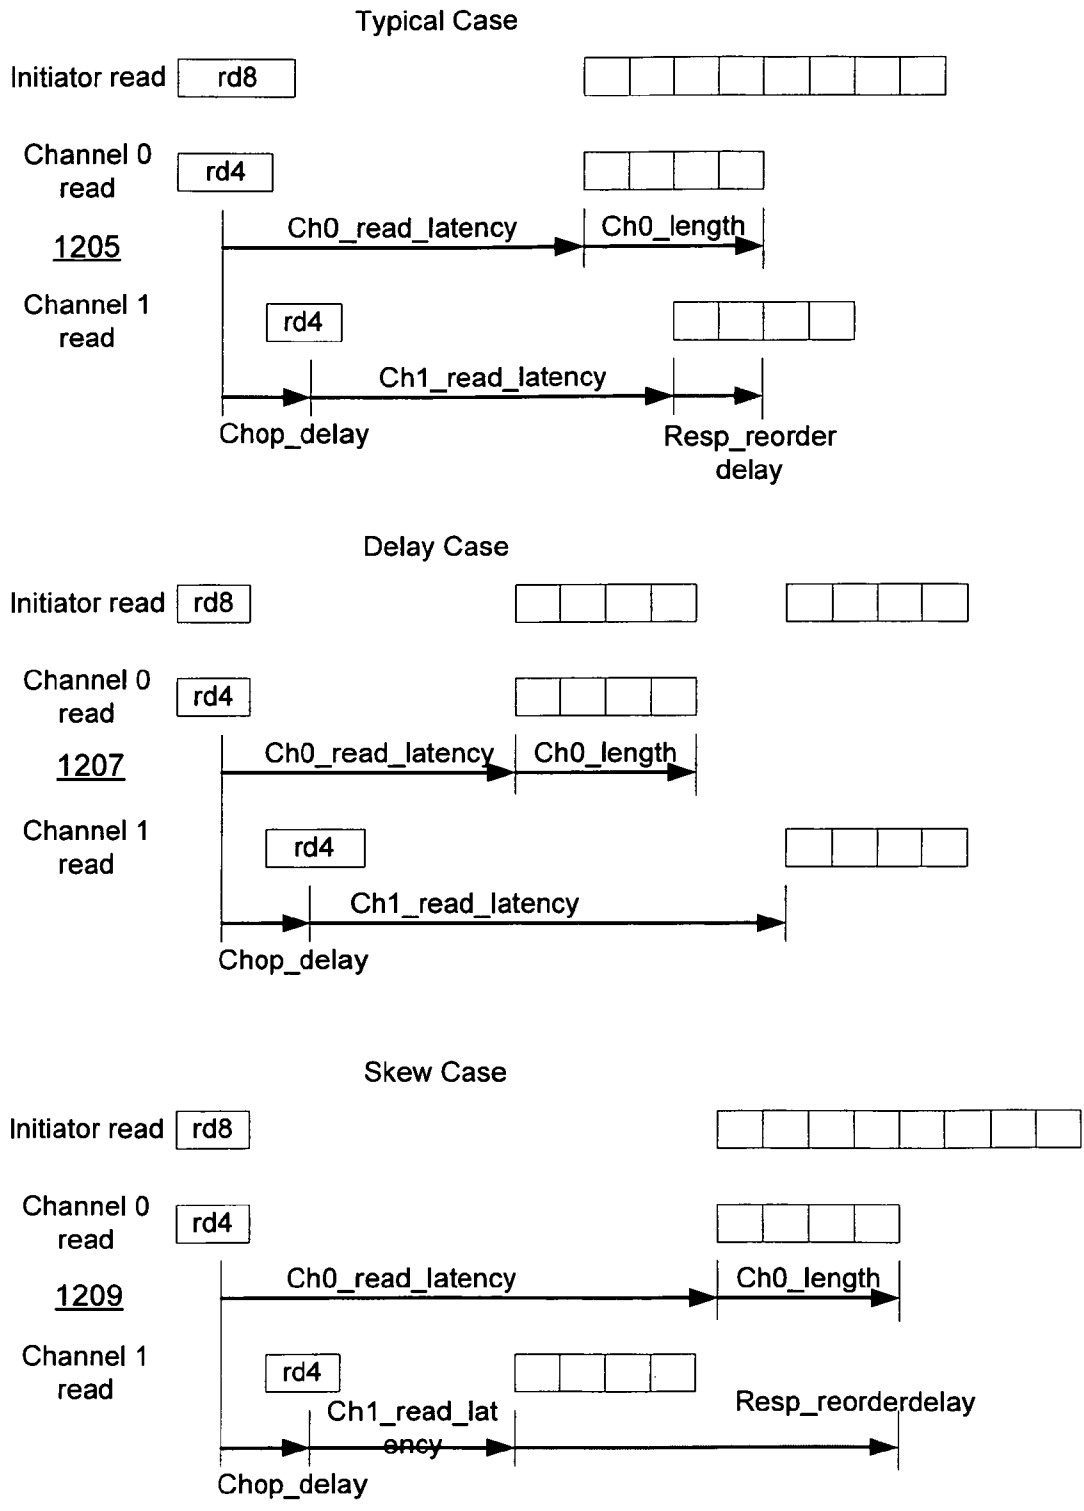 Typical Case
Initiator read
rd8
Channel 0
read
rd4
Ch0_read_latency
Ch0_length
1205
Channel 1
read
rd4
Ch1_read_latency
Chop_delay
Resp_reorder
delay
Delay Case
Initiator read
rd8
Channel 0
read
rd4
Ch0_read_latency
Ch0_length
1207
Channel 1
read
rd4
Ch1_read_latency
Chop_delay
Skew Case
Initiator read
rd8
Channel 0
read
rd4
Ch0_read_latency
Ch0_length
1209
Channel 1
read
rd4
Ch1_read_lat
ency
Resp_reorderdelay
Chop_delay